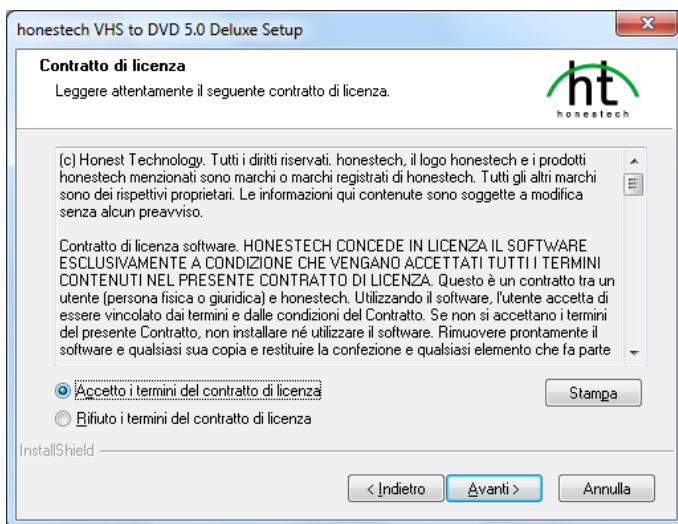 honestech VHS to DVD 5.0 Deluxe Setup
Contratto di licenza
Leggere attentamente il seguente contratto di licenza.
ht
honestech
(c) Honest Technology. Tutti i diritti riservati. honestech, il logo honestech e i prodotti
honestech menzionati sono marchi o marchi registrati di honestech. Tutti gli altri marchi
sono dei rispettivi proprietari. Le informazioni qui contenute sono soggette a modifica
senza alcun preavviso.
Contratto di licenza software. HONESTECH CONCEDE IN LICENZA IL SOFTWARE
ESCLUSIVAMENTE A CONDIZIONE CHE VENGANO ACCETTATI TUTTI I TERMINI
CONTENUTI NEL PRESENTE CONTRATTO DI LICENZA. Questo è un contratto tra un
utente (persona fisica o giuridica) e honestech. Utilizzando il software, l'utente accetta di
essere vincolato dai termini e dalle condizioni del Contratto. Se non si accettano i termini
del presente Contratto, non installare né utilizzare il software. Rimuovere prontamente il
software e qualsiasi sua copia e restituire la confezione e qualsiasi elemento che fa parte
Accetto i termini del contratto di licenza
Stampa
Rifiuto i termini del contratto di licenza
InstallShield
< Indietro
Avanti >
Annulla